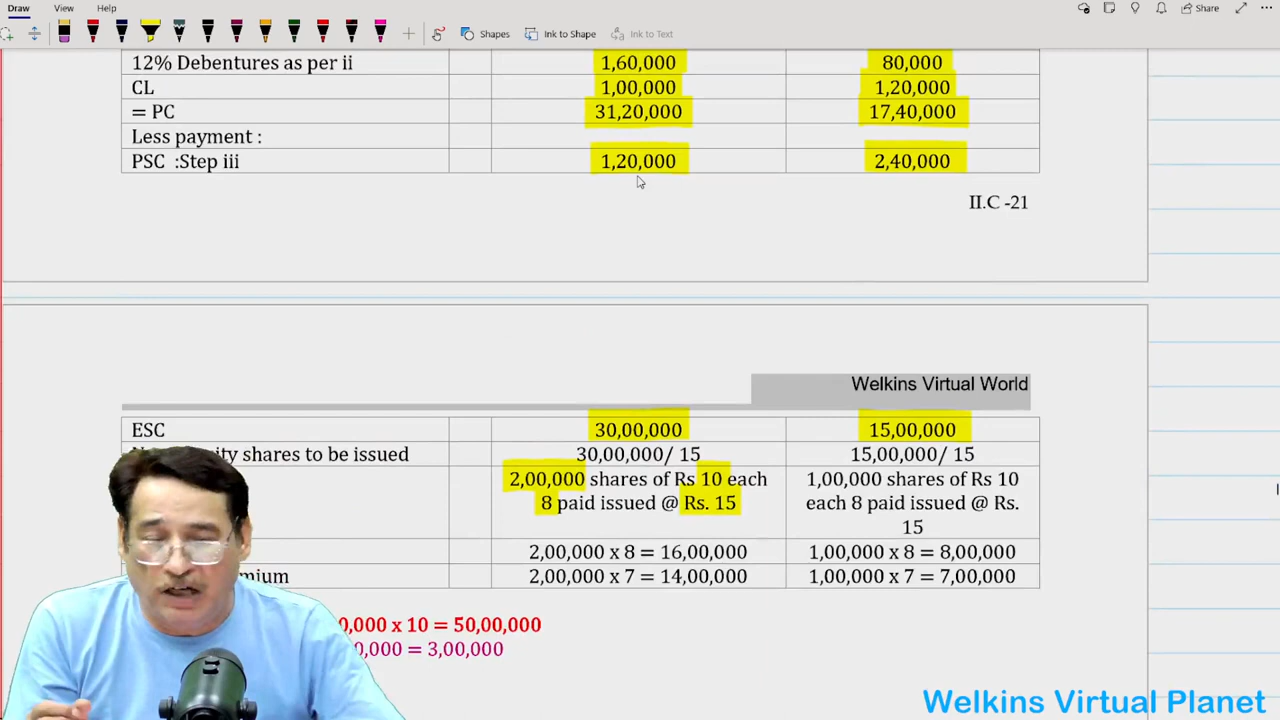 Draw View Help
Share
Shapes Ink to Shape Ink to Text
12% Debentures as per ii 1,60,000 80,000
CL 1,00,000 1,20,000
= PC 31,20,000 17,40,000
Less payment :
PSC :Step iii 1,20,000 2,40,000
II.C -21
Welkins Virtual World
ESC 30,00,000 15,00,000
shares to be issued 30,00,000/ 15 15,00,000/ 15
2,00,000 shares of Rs 10 each 1,00,000 shares of Rs 10
8 paid issued @ Rs. 15 each 8 paid issued @ Rs.
15
2,00,000 x 8 = 16,00,000 1,00,000 x 8 = 8,00,000
2,00,000 x 7 = 14,00,000 1,00,000 x 7 = 7,00,000
x 10 = 50,00,000
= 3,00,000
Welkins Virtual Planet